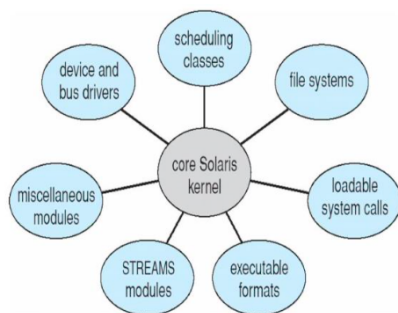 scheduling
classes
device and
bus drivers
file systems
core Solaris
kernel
miscellaneous
modules
loadable
system calls
STREAMS
modules
executable
formats